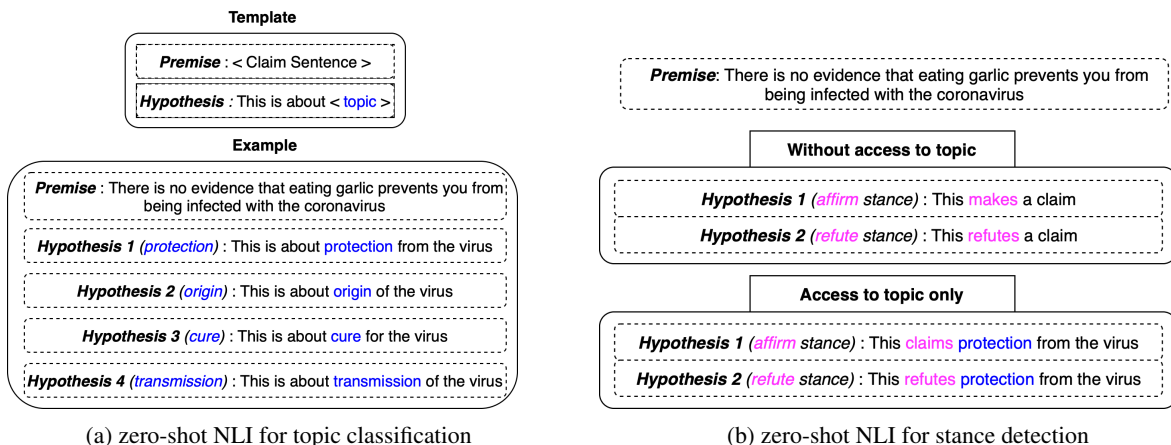 Template
Premise : < Claim Sentence >
Hypothesis : This is about < topic >
Example
Premise : There is no evidence that eating garlic prevents you from
being infected with the coronavirus
Hypothesis 1 (protection) : This is about protection from the virus
Hypothesis 2 (origin) : This is about origin of the virus
Hypothesis 3 (cure) : This is about cure for the virus
Hypothesis 4 (transmission) : This is about transmission of the virus
(a) zero-shot NLI for topic classification
Premise: There is no evidence that eating garlic prevents you from
being infected with the coronavirus
Without access to topic
Hypothesis 1 (affirm stance) : This makes a claim
Hypothesis 2 (refute stance) : This refutes a claim
Access to topic only
Hypothesis 1 (affirm stance) : This claims protection from the virus
Hypothesis 2 (refute stance) : This refutes protection from the virus
(b) zero-shot NLI for stance detection